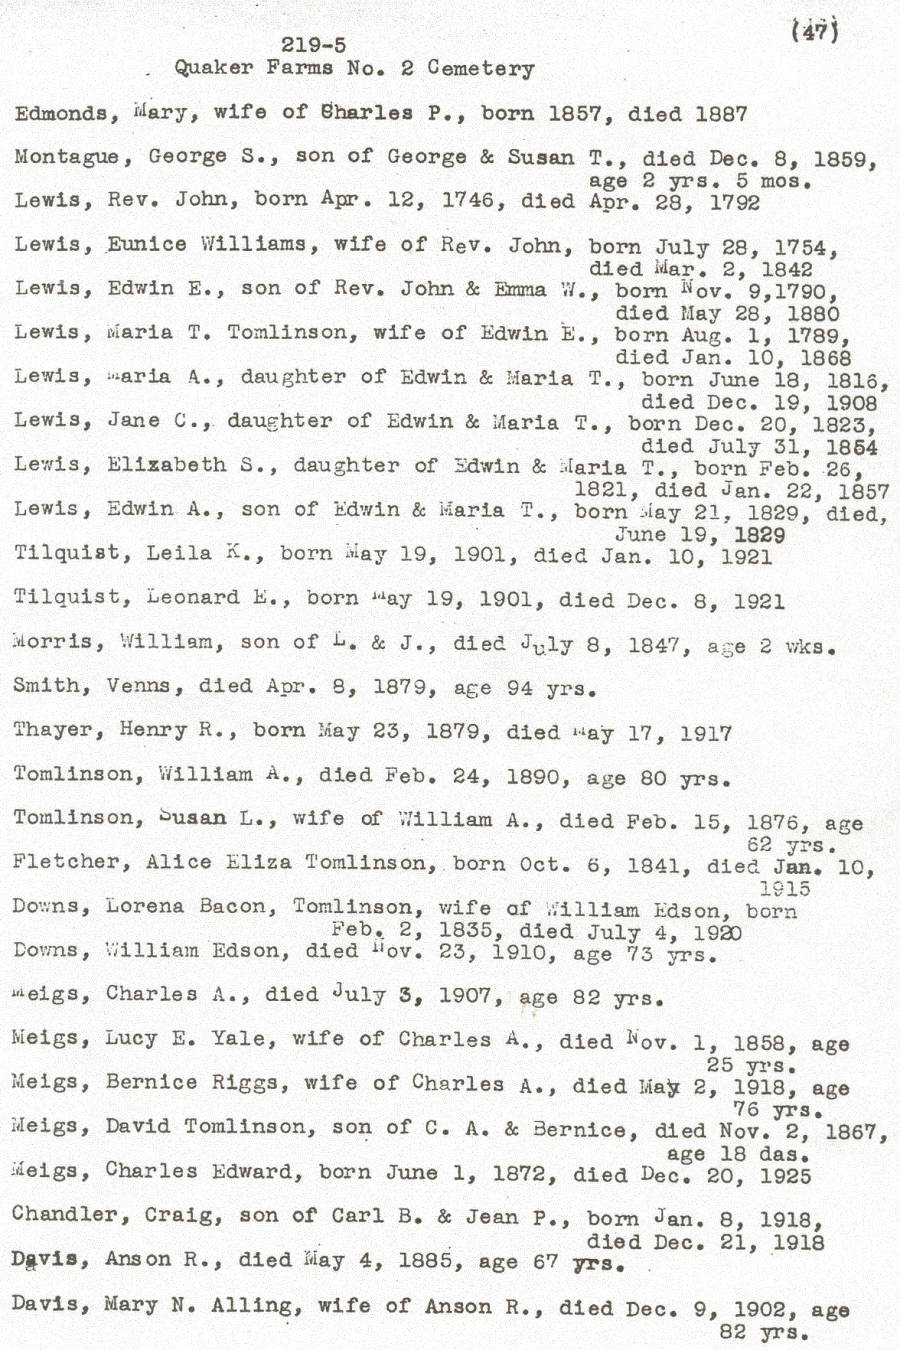 (47)
219-5
Quaker Farms No. 2 Cemetery
Edmonds, Mary, wife of Charles P., born 1857, died 1887
Montague, George S., son of George & Susan T., died Dec. 8, 1859,
age 2 yrs. 5 mos.
Lewis, Rev. John, born Apr. 12, 1746, died Apr. 28, 1792
Lewis, Eunice Williams, wife of Rev. John, born July 28, 1754,
died Mar. 2, 1842
Lewis, Edwin E., son of Rev. John & Emma W., born Nov. 9,1790,
died May 28, 1880
Lewis, Maria T. Tomlinson, wife of Edwin E., born Aug. 1, 1789,
died Jan. 10, 1868
Lewis, Maria A., daughter of Edwin & Maria T., born June 18, 1816,
died Dec. 19, 1908
Lewis, Jane C., daughter of Edwin & Maria T., born Dec. 20, 1823,
died July 31, 1854
Lewis, Elizabeth S., daughter of Edwin & Maria T., born Feb. 26,
1821, died Jan. 22, 1857
Lewis, Edwin A., son of Edwin & Maria T., born May 21, 1829, died,
June 19, 1829
Tilquist, Leila K., born May 19, 1901, died Jan. 10, 1921
Tilquist, Leonard E., born May 19, 1901, died Dec. 8, 1921
Morris, William, son of L. & J., died July 8, 1847, age 2 wks.
Smith, Venns, died Apr. 8, 1879, age 94 yrs.
Thayer, Henry R., born May 23, 1879, died May 17, 1917
Tomlinson, William A., died Feb. 24, 1890, age 80 yrs.
Tomlinson, Susan L., wife of William A., died Feb. 15, 1876, age
62 yrs.
Fletcher, Alice Eliza Tomlinson, born Oct. 6, 1841, died Jan. 10,
1915
Downs, Lorena Bacon, Tomlinson, wife of William Edson, born
Feb. 2, 1835, died July 4, 1920
Downs, William Edson, died Nov. 23, 1910, age 73 yrs.
Meigs, Charles A., died July 3, 1907, age 82 yrs.
Meigs, Lucy E. Yale, wife of Charles A., died Nov. 1, 1858, age
25 yrs.
Meigs, Bernice Riggs, wife of Charles A., died May 2, 1918, age
76 yrs.
Meigs, David Tomlinson, son of C. A. & Bernice, died Nov. 2, 1867,
age 18 das.
Meigs, Charles Edward, born June 1, 1872, died Dec. 20, 1925
Chandler, Craig, son of Carl B. & Jean P., born Jan. 8, 1918,
died Dec. 21, 1918
Davis, Anson R., died May 4, 1885, age 67 yrs.
Davis, Mary N. Alling, wife of Anson R., died Dec. 9, 1902, age
82 yrs.